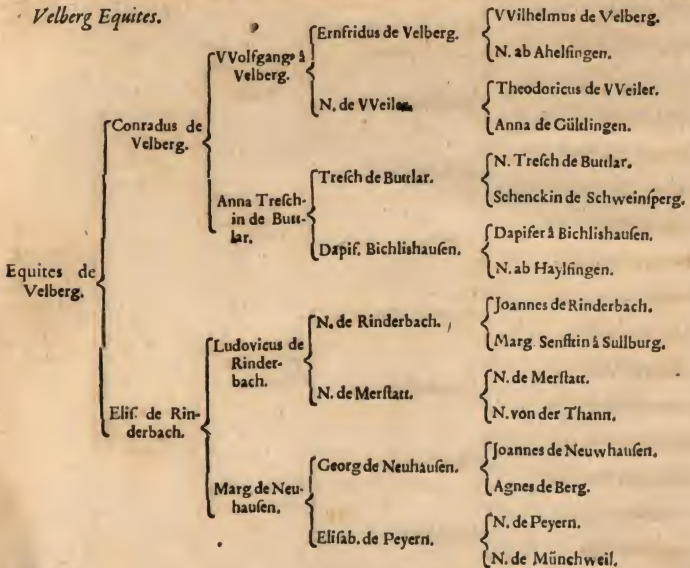 Velberg Equites.
Equites de
Velberg.
Conradus de
Velberg.
Elis. de Rin-
derbach.
VVolfgang9 à
Velberg.
Anna Tresch-
in de Butt-
lar.
Ludovicus de
Rinder-
bach.
Marg de Neu-
hausen.
Ernfridus de Velberg.
N. de VVeiler
Tresch de Buttlar.
Dapif. Bichlishausen.
N. de Rinderbach.
N. de Merstatt.
Georg de Neuhausen.
Elisab. de Peyern.
VVilhelmus de Velberg.
N. ab Ahelfingen.
Theodoricus de VVeiler.
Anna de Gültlingen.
N. Tresch de Buttlar.
Schenckin de Schweinsperg.
Dapifer à Bichlishausen.
N. ab Haylfingen.
Joannes de Rinderbach.
Marg. Senftin à Sullburg.
N. de Merstatt.
N. von der Thann.
Joannes de Neuwhausen.
Agnes de Berg.
N. de Peyern.
N. de Münchweil.